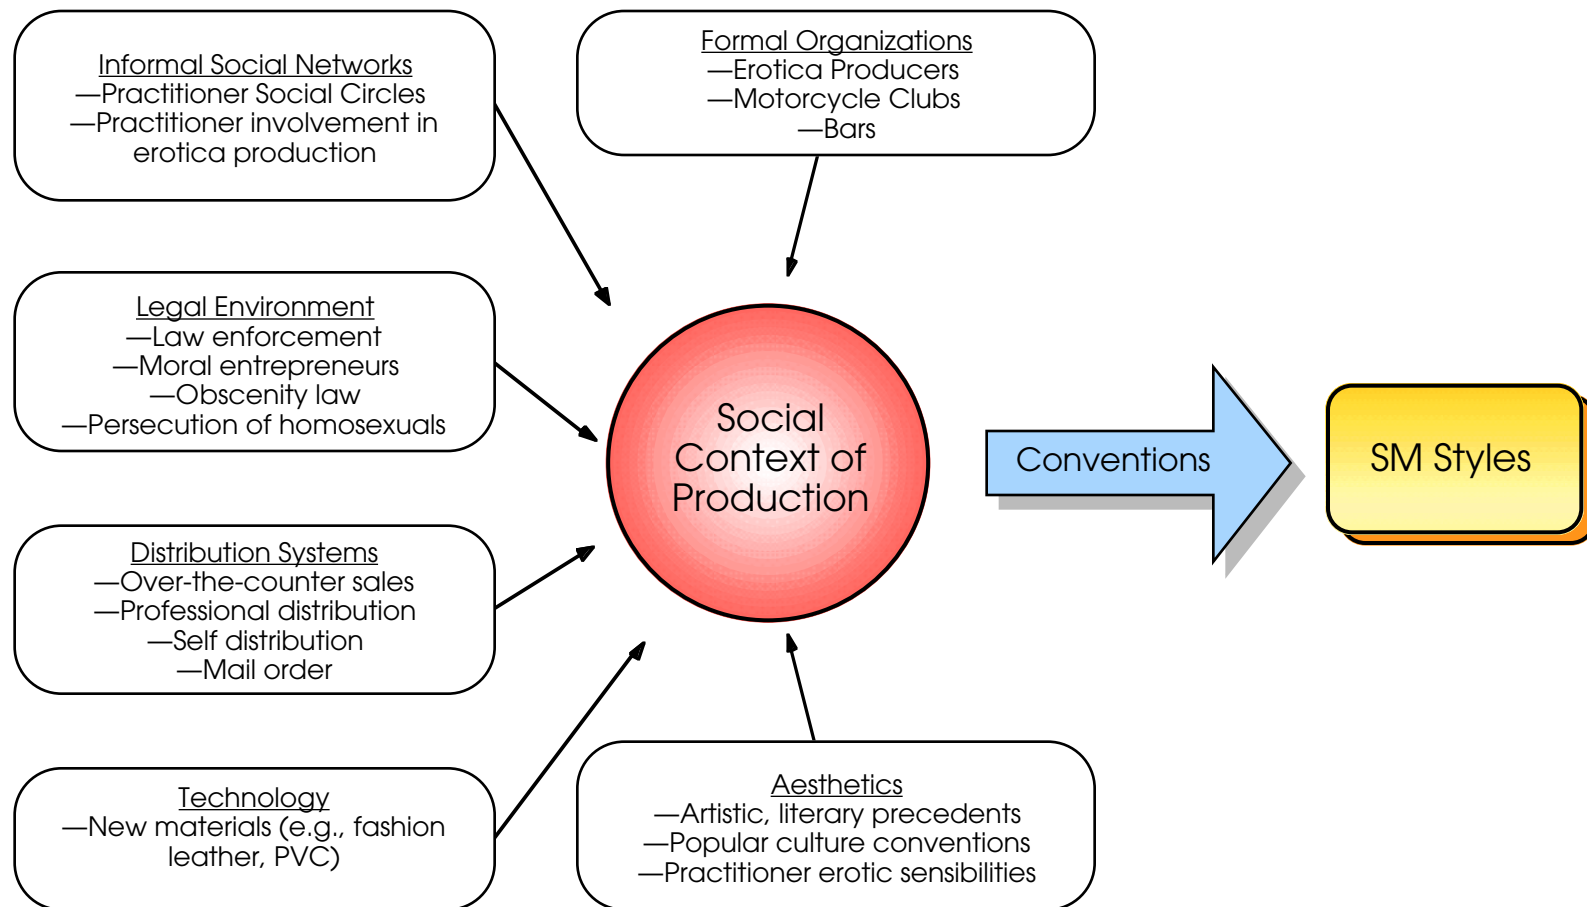 Informal Social Networks
—Practitioner Social Circles
—Practitioner involvement in
erotica production
Formal Organizations
—Erotica Producers
—Motorcycle Clubs
—Bars
Legal Environment
—Law enforcement
—Moral entrepreneurs
—Obscenity law
—Persecution of homosexuals
Social
Context of
Production
Conventions
SM Styles
Distribution Systems
—Over-the-counter sales
—Professional distribution
—Self distribution
—Mail order
Technology
—New materials (e.g., fashion
leather, PVC)
Aesthetics
—Artistic, literary precedents
—Popular culture conventions
—Practitioner erotic sensibilities